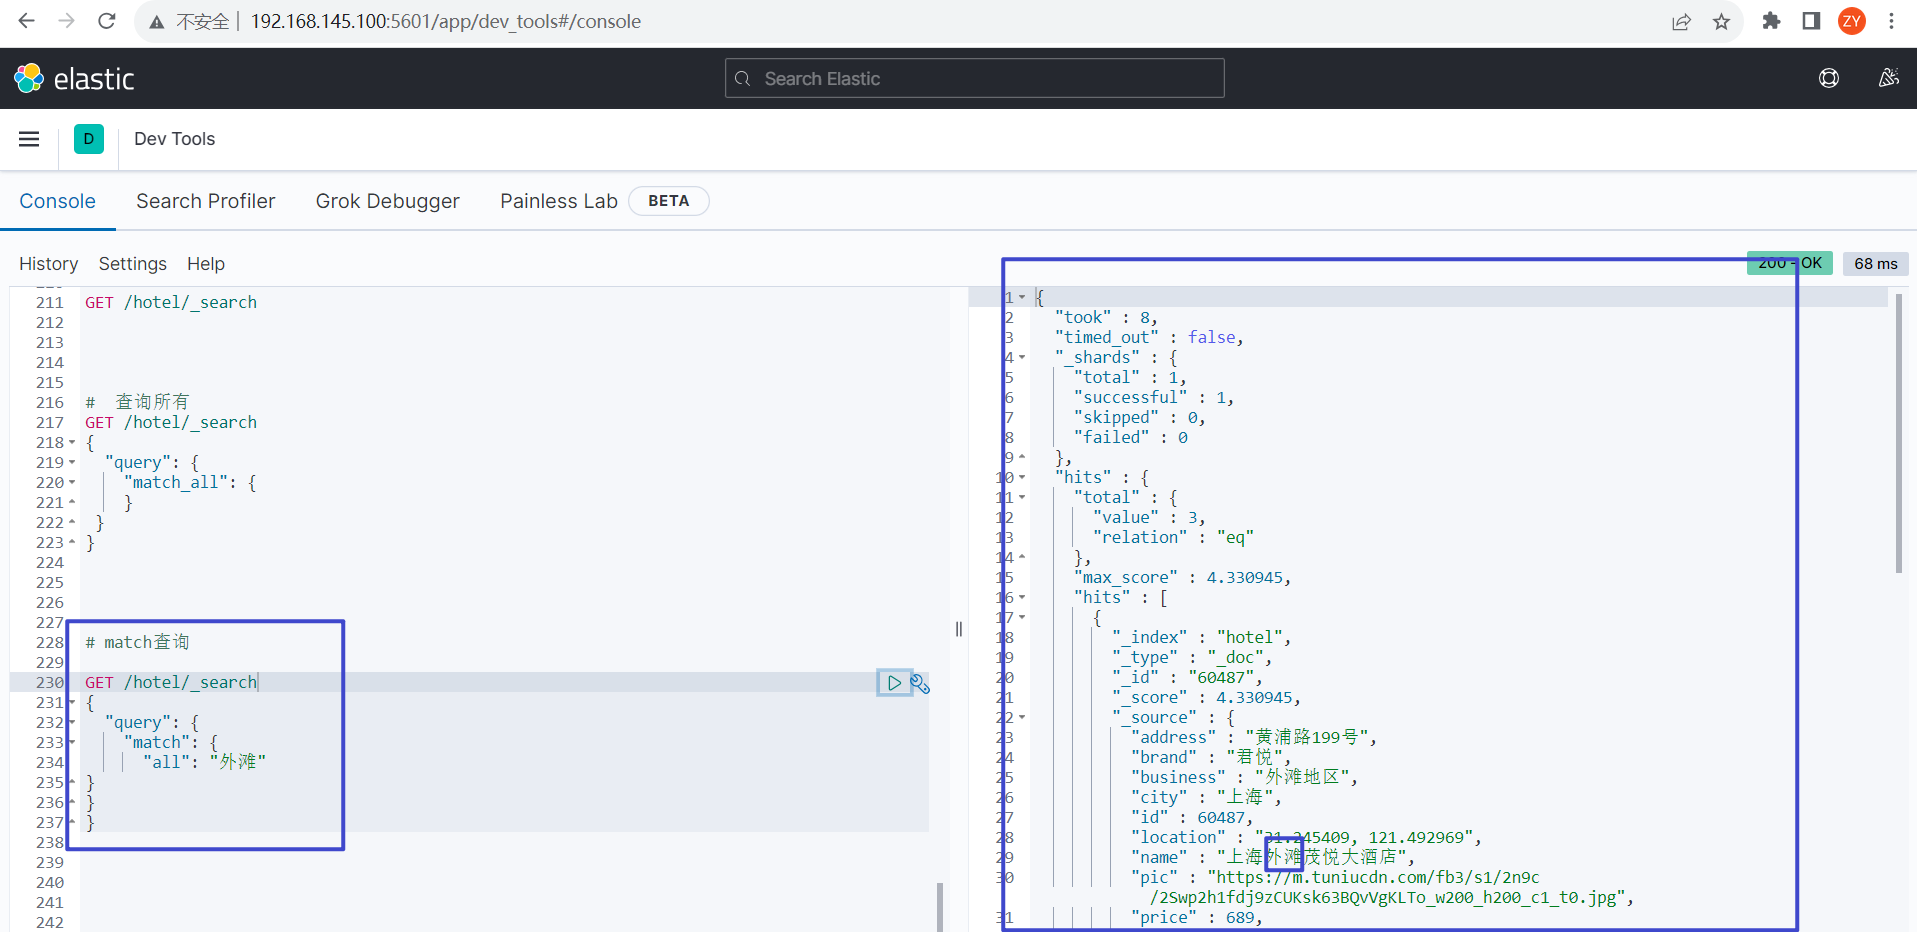 不安全 | 192.168.145.100:5601/app/dev_tools#/console
ZY
elastic
Search Elastic
D
Dev Tools
Console
Search Profiler
Grok Debugger
Painless Lab
BETA
History
Settings
Help
200 - OK
68 ms
211 GET /hotel/_search
212
213
214
215
216 #  查询所有
217 GET /hotel/_search
218 {
219 "query": {
220 "match_all": {
221 }
222 }
223 }
224
225
226
227
228 # match查询
229
230 GET /hotel/_search
231 {
232 "query": {
233 "match": {
234 "all": "外滩"
235 }
236 }
237 }
238
239
240
241
242
1 {
2 "took" : 8,
3 "timed_out" : false,
4 "_shards" : {
5 "total" : 1,
6 "successful" : 1,
7 "skipped" : 0,
8 "failed" : 0
9 },
10 "hits" : {
11 "total" : {
12 "value" : 3,
13 "relation" : "eq"
14 },
15 "max_score" : 4.330945,
16 "hits" : [
17 {
18 "_index" : "hotel",
19 "_type" : "_doc",
20 "_id" : "60487",
21 "_score" : 4.330945,
22 "_source" : {
23 "address" : "黄浦路199号",
24 "brand" : "君悦",
25 "business" : "外滩地区",
26 "city" : "上海",
27 "id" : 60487,
28 "location" : "31.245409, 121.492969",
29 "name" : "上海外滩茂悦大酒店",
30 "pic" : "https://m.tuniucdn.com/fb3/s1/2n9c
/2Swp2h1fdj9zCUKsk63BQvVgKLTo_w200_h200_c1_t0.jpg",
31 "price" : 689,